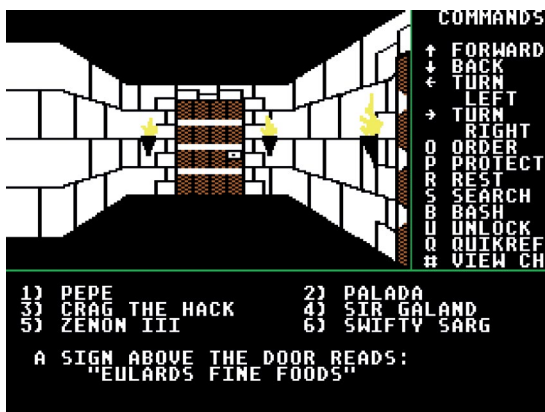 COMMANDS
↑ FORWARD
↓ BACK
← TURN
LEFT
→ TURN
RIGHT
O ORDER
P PROTECT
R REST
S SEARCH
B BASH
U UNLOCK
Q QUIKREF
# VIEW CH
1) PEPE 2) PALADA
3) CRAG THE HACK 4) SIR GALAND
5) ZENON III 6) SWIFTY SARG
A SIGN ABOVE THE DOOR READS:
"EULARDS FINE FOODS"